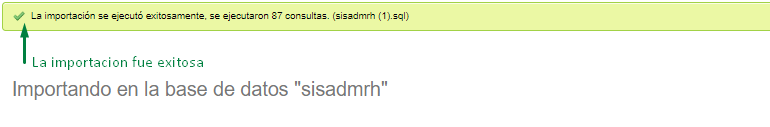 La importación se ejecutó exitosamente, se ejecutaron 87 consultas. (sisadmrh (1).sql)
La importacion fue exitosa
Importando en la base de datos "sisadmrh"